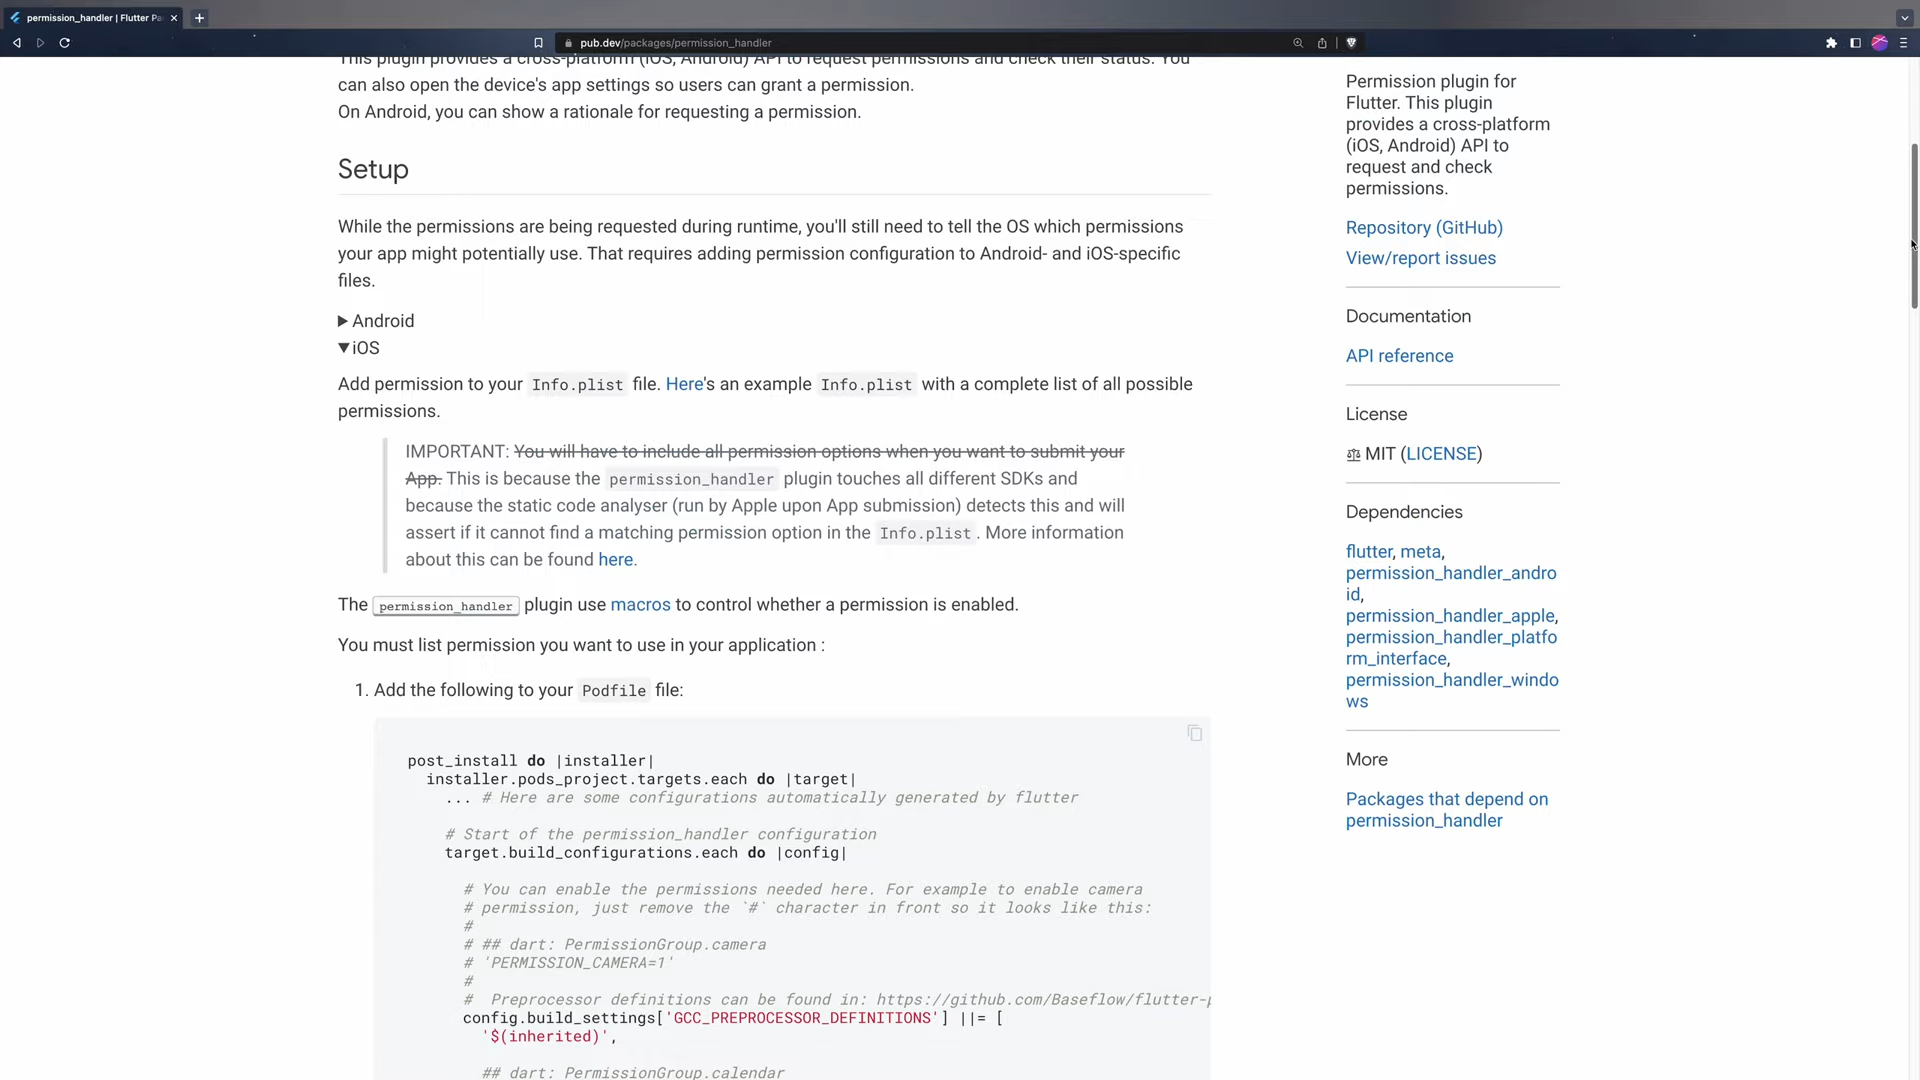 permission_handler | Flutter Pa
pub.dev/packages/permission_handler
This plugin provides a cross-platform (iOS, Android) API to request permissions and check their status. You
can also open the device's app settings so users can grant a permission.
On Android, you can show a rationale for requesting a permission.
Setup
While the permissions are being requested during runtime, you'll still need to tell the OS which permissions
your app might potentially use. That requires adding permission configuration to Android- and iOS-specific
files.
Android
iOS
Add permission to your Info.plist file. Here's an example Info.plist with a complete list of all possible
permissions.
IMPORTANT: You will have to include all permission options when you want to submit your
App. This is because the permission_handler plugin touches all different SDKs and
because the static code analyser (run by Apple upon App submission) detects this and will
assert if it cannot find a matching permission option in the Info.plist. More information
about this can be found here.
The permission_handler plugin use macros to control whether a permission is enabled.
You must list permission you want to use in your application :
1. Add the following to your Podfile file:
post_install do |installer|
installer.pods_project.targets.each do |target|
... # Here are some configurations automatically generated by flutter
# Start of the permission_handler configuration
target.build_configurations.each do |config|
# You can enable the permissions needed here. For example to enable camera
# permission, just remove the `#` character in front so it looks like this:
#
# ## dart: PermissionGroup.camera
# 'PERMISSION_CAMERA=1'
#
#  Preprocessor definitions can be found in: https://github.com/Baseflow/flutter-p
config.build_settings['GCC_PREPROCESSOR_DEFINITIONS'] ||= [
'$(inherited)',
## dart: PermissionGroup.calendar
Permission plugin for
Flutter. This plugin
provides a cross-platform
(iOS, Android) API to
request and check
permissions.
Repository (GitHub)
View/report issues
Documentation
API reference
License
MIT (LICENSE)
Dependencies
flutter, meta,
permission_handler_andro
id,
permission_handler_apple,
permission_handler_platfo
rm_interface,
permission_handler_windo
ws
More
Packages that depend on
permission_handler